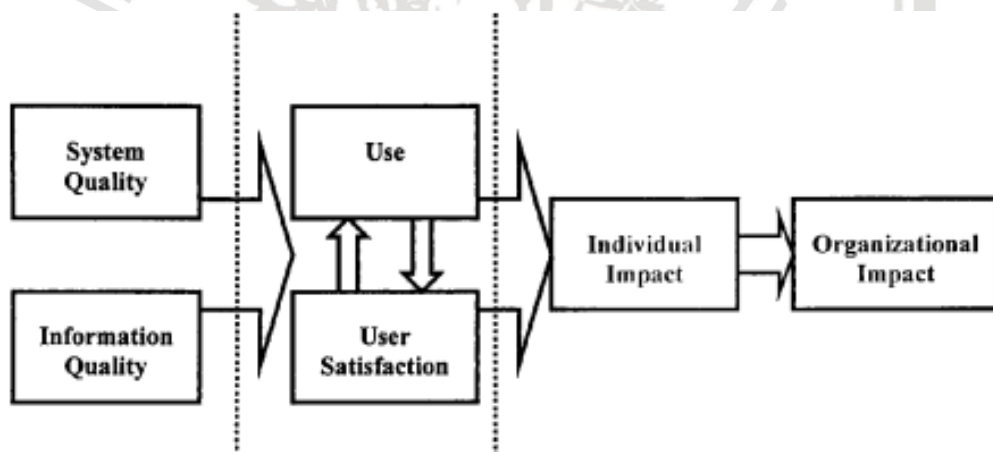 System
Quality
Use
Individual
Impact
Organizational
Impact
Information
Quality
User
Satisfaction